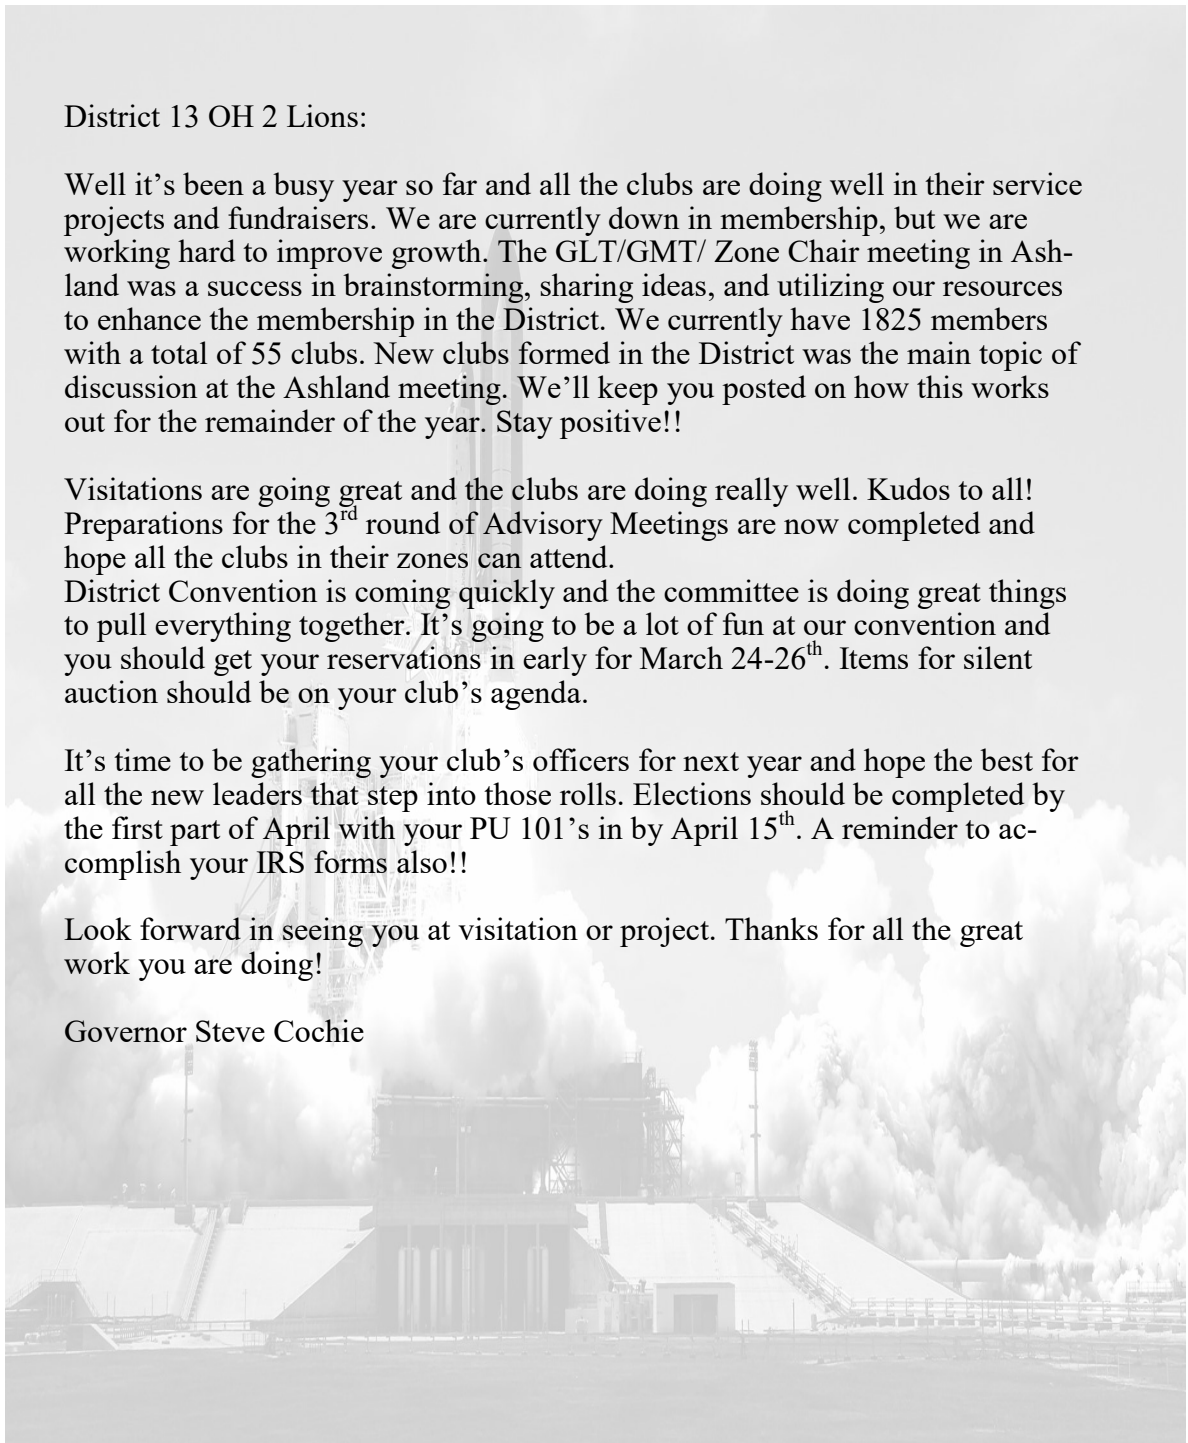 District 13 OH 2 Lions:
Well it’s been a busy year so far and all the clubs are doing well in their service
projects and fundraisers. We are currently down in membership, but we are
working hard to improve growth. The GLT/GMT/ Zone Chair meeting in Ash-
land was a success in brainstorming, sharing ideas, and utilizing our resources
to enhance the membership in the District. We currently have 1825 members
with a total of 55 clubs. New clubs formed in the District was the main topic of
discussion at the Ashland meeting. We’ll keep you posted on how this works
out for the remainder of the year. Stay positive!!
Visitations are going great and the clubs are doing really well. Kudos to all!
Preparations for the 3rd round of Advisory Meetings are now completed and
hope all the clubs in their zones can attend.
District Convention is coming quickly and the committee is doing great things
to pull everything together. It’s going to be a lot of fun at our convention and
you should get your reservations in early for March 24-26th. Items for silent
auction should be on your club’s agenda.
It’s time to be gathering your club’s officers for next year and hope the best for
all the new leaders that step into those rolls. Elections should be completed by
the first part of April with your PU 101’s in by April 15th. A reminder to ac-
complish your IRS forms also!!
Look forward in seeing you at visitation or project. Thanks for all the great
work you are doing!
Governor Steve Cochie